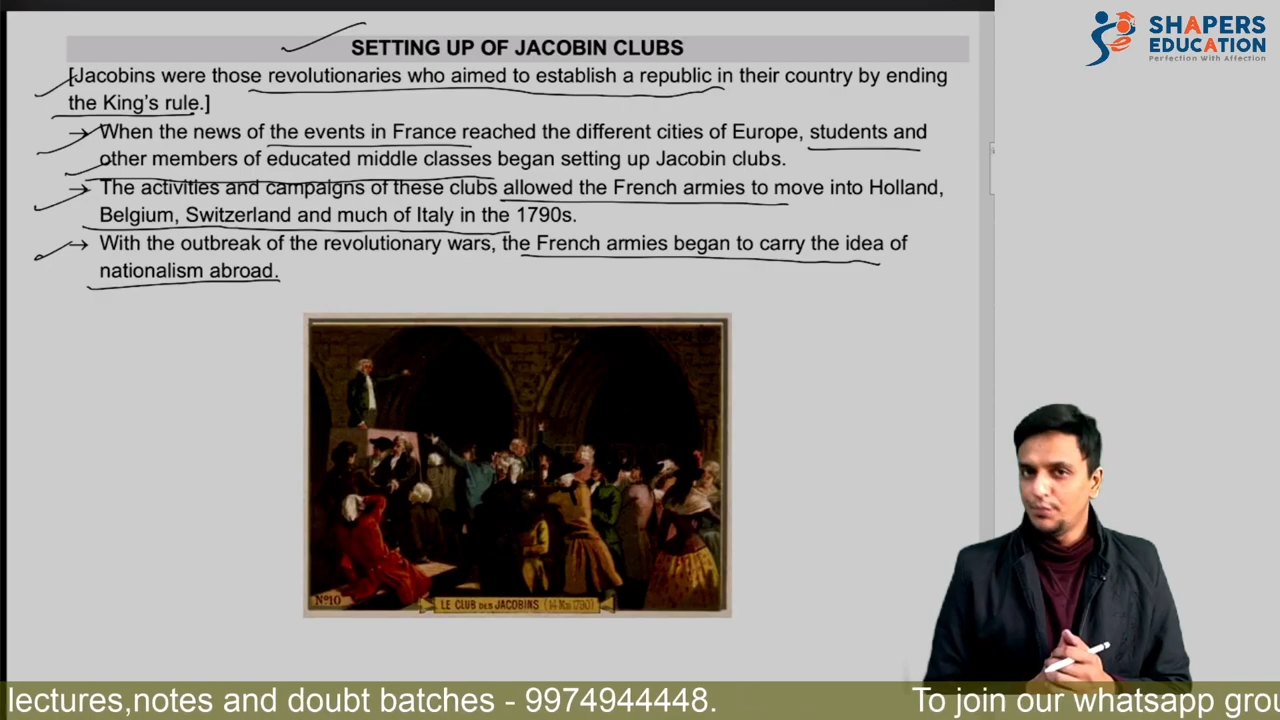 SETTING UP OF JACOBIN CLUBS
[Jacobins were those revolutionaries who aimed to establish a republic in their country by ending
the King's rule.]
→ When the news of the events in France reached the different cities of Europe, students and
other members of educated middle classes began setting up Jacobin clubs.
→ The activities and campaigns of these clubs allowed the French armies to move into Holland,
Belgium, Switzerland and much of Italy in the 1790s.
→ With the outbreak of the revolutionary wars, the French armies began to carry the idea of
nationalism abroad.
SHAPERS
EDUCATION
Perfection With Affection
Nº10
LE CLUB DES JACOBINS (14 Mai 1790)
lectures,notes and doubt batches - 9974944448.
To join our whatsapp grou